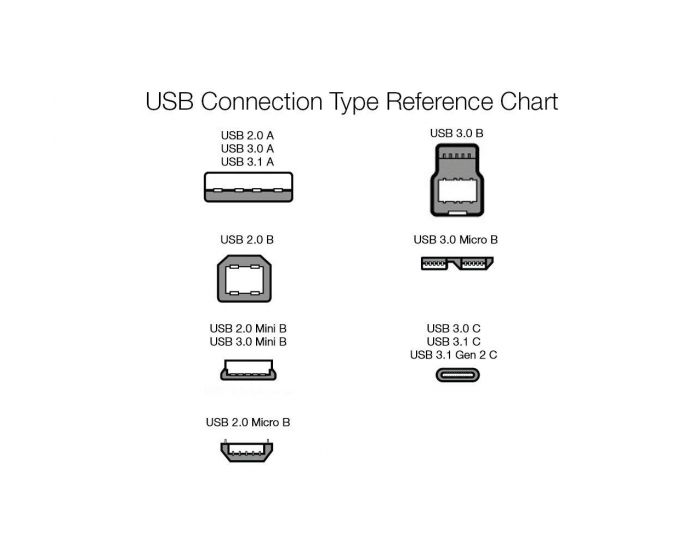 USB Connection Type Reference Chart
USB 2.0 A
USB 3.0 A
USB 3.1 A
USB 3.0 B
USB 2.0 B
USB 3.0 Micro B
USB 2.0 Mini B
USB 3.0 Mini B
USB 3.0 C
USB 3.1 C
USB 3.1 Gen 2 C
USB 2.0 Micro B